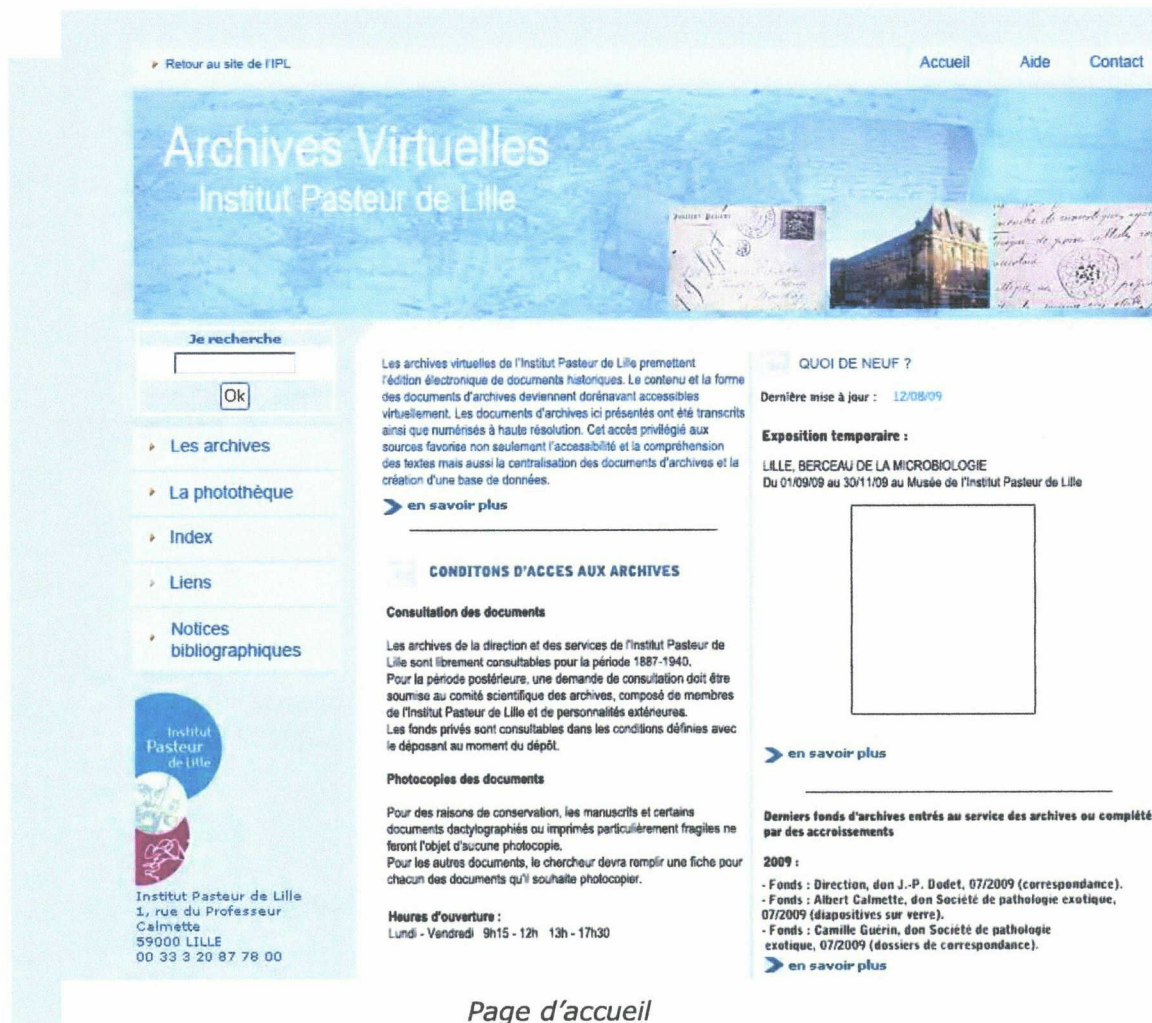 Retour au site de l'IPL
Accueil Aide Contact
Archives Virtuelles
Institut Pasteur de Lille
Je recherche
Ok
Les archives
La photothèque
Index
Liens
Notices
bibliographiques
Institut
Pasteur
de Lille
Institut Pasteur de Lille
1, rue du Professeur
Calmette
59000 LILLE
00 33 3 20 87 78 00
Les archives virtuelles de l'Institut Pasteur de Lille premettent
l'édition électronique de documents historiques. Le contenu et la forme
des documents d'archives deviennent dorénavant accessibles
virtuellement. Les documents d'archives ici présentés ont été transcrits
ainsi que numérisés à haute résolution. Cet accès privilégié aux
sources favorise non seulement l'accessibilité et la compréhension
des textes mais aussi la centralisation des documents d'archives et la
création d'une base de données.
en savoir plus
CONDITONS D'ACCES AUX ARCHIVES
Consultation des documents
Les archives de la direction et des services de l'Institut Pasteur de
Lille sont librement consultables pour la période 1887-1940.
Pour la période postérieure, une demande de consultation doit être
soumise au comité scientifique des archives, composé de membres
de l'Institut Pasteur de Lille et de personnalités extérieures.
Les fonds privés sont consultables dans les conditions définies avec
le déposant au moment du dépôt.
Photocopies des documents
Pour des raisons de conservation, les manuscrits et certains
documents dactylographiés ou imprimés particulièrement fragiles ne
feront l'objet d'aucune photocopie.
Pour les autres documents, le chercheur devra remplir une fiche pour
chacun des documents qu'il souhaite photocopier.
Heures d'ouverture :
Lundi - Vendredi 9h15 - 12h 13h - 17h30
QUOI DE NEUF ?
Dernière mise à jour : 12/08/09
Exposition temporaire :
LILLE, BERCEAU DE LA MICROBIOLOGIE
Du 01/09/09 au 30/11/09 au Musée de l'Institut Pasteur de Lille
en savoir plus
Derniers fonds d'archives entrés au service des archives ou complété
par des accroissements
2009 :
- Fonds : Direction, don J.-P. Dodet, 07/2009 (correspondance).
- Fonds : Albert Calmette, don Société de pathologie exotique,
07/2009 (diapositives sur verre).
- Fonds : Camille Guérin, don Société de pathologie
exotique, 07/2009 (dossiers de correspondance).
en savoir plus
Page d'accueil